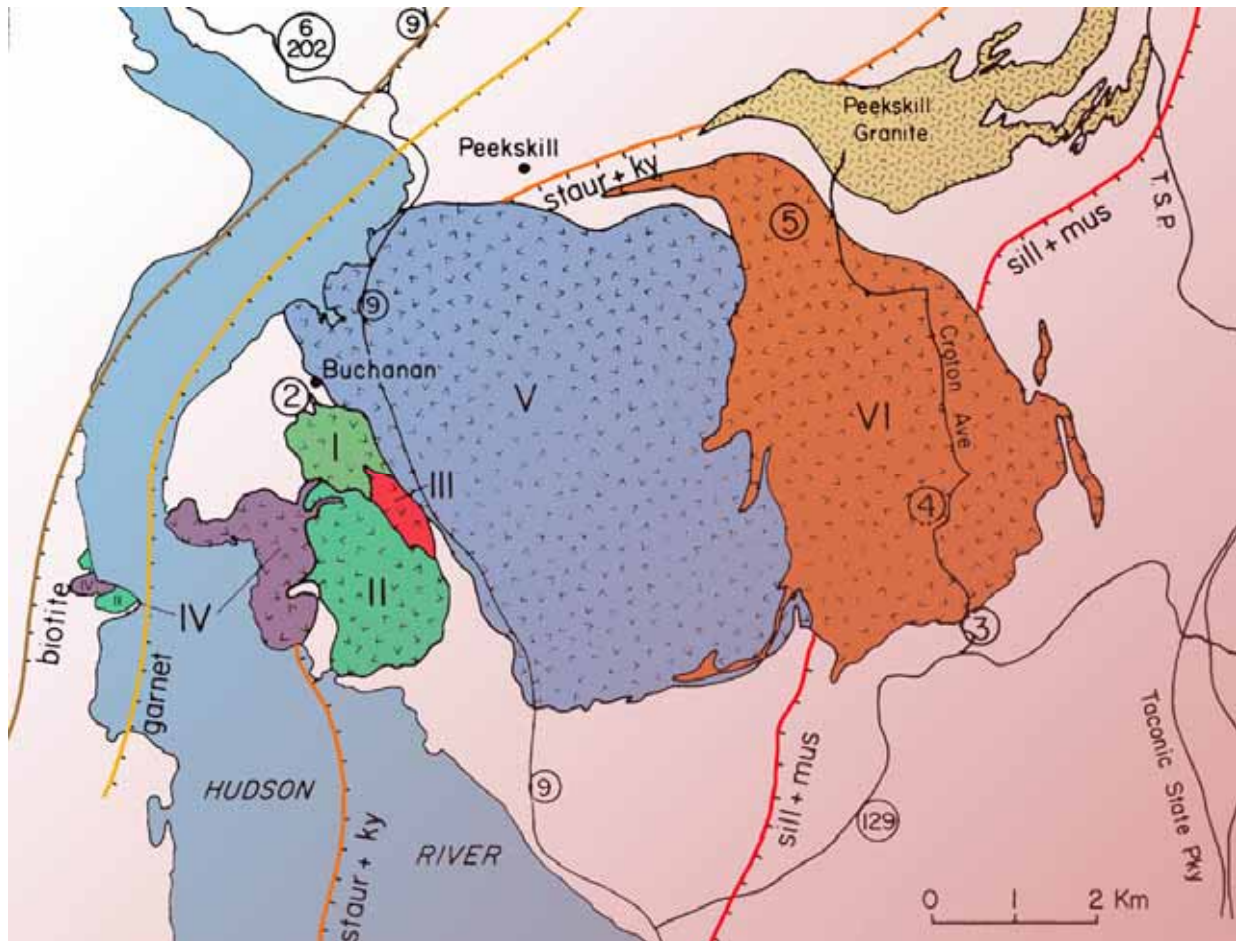 6
202
9
Peekskill
Peekskill
Granite
staur + ky
T.S.P
sill + mus
5
9
Buchanan
2
I
V
VI
Croton Ave
III
4
II
IV
biotite
IV
II
garnet
3
HUDSON
RIVER
staur + ky
9
sill + mus
129
Taconic State Pky
0 1 2 Km